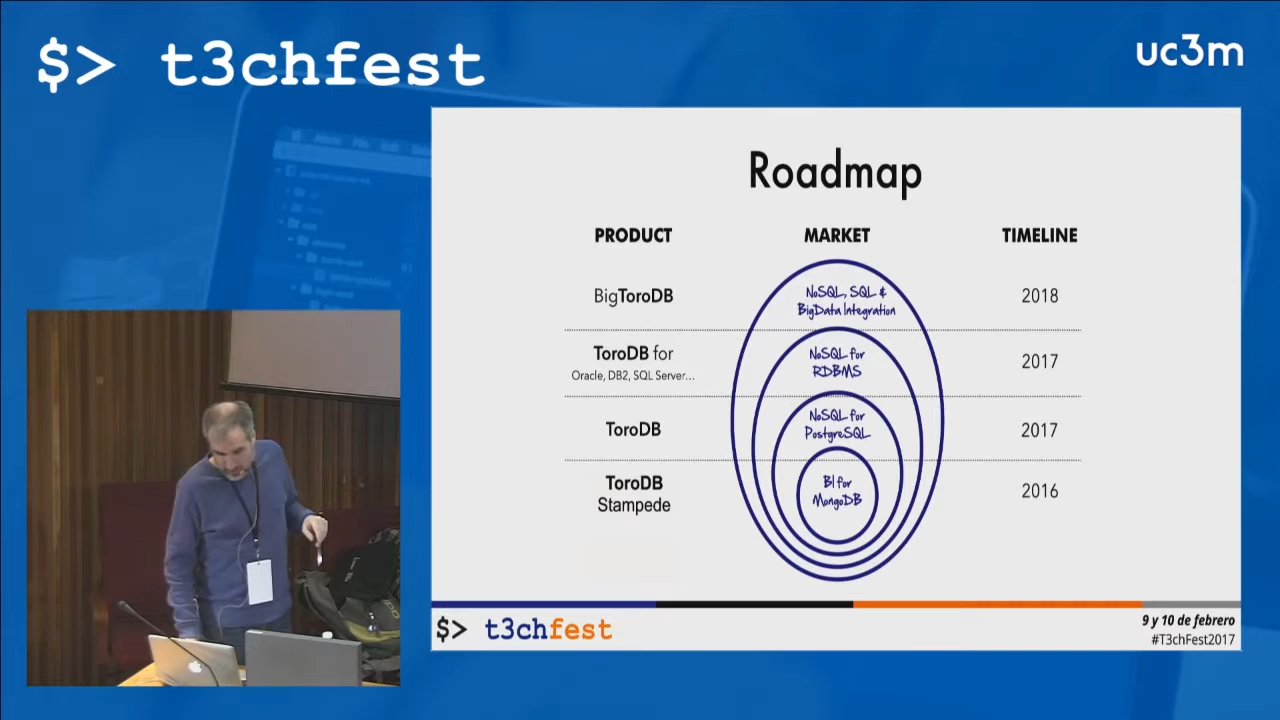 $> t3chfest
uc3m
Roadmap
PRODUCT MARKET TIMELINE
BigToroDB
NoSQL, SQL &
BigData Integration
2018
ToroDB for
Oracle, DB2, SQL Server...
NoSQL for
RDBMS
2017
ToroDB
NoSQL for
PostgreSQL
2017
ToroDB
Stampede
BI for
MongoDB
2016
$> t3chfest
9 y 10 de febrero
#T3chFest2017